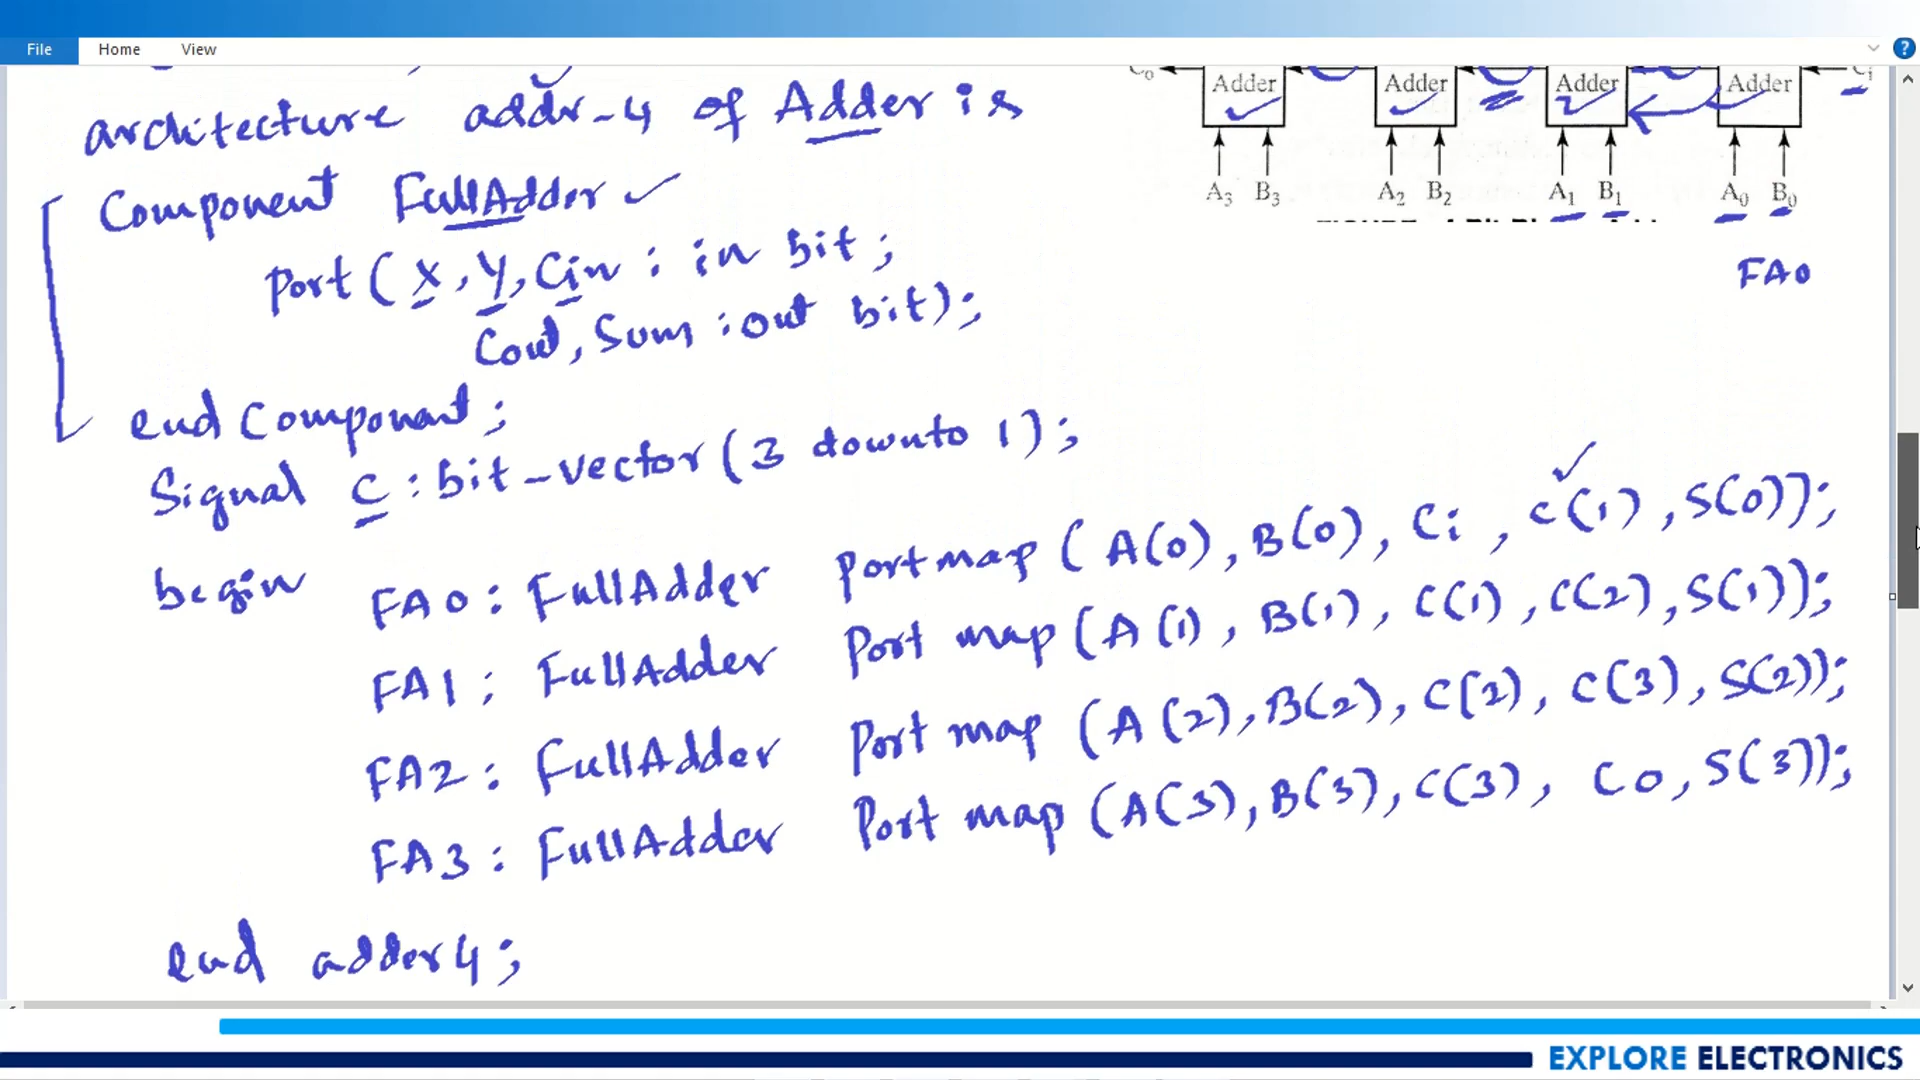 File Home View
C₀ Adder Adder Adder Adder Cᵢ
A₃ B₃ A₂ B₂ A₁ B₁ A₀ B₀
FA0
architecture addr-4 of Adder is
Component FullAdder
Port (X, Y, Cin : in bit;
Cout, Sum : out bit);
end Component;
Signal C : bit-vector (3 downto 1);
begin
FA0 : FullAdder Portmap (A(0), B(0), Ci, C(1), S(0));
FA1 : FullAdder Port map (A(1), B(1), C(1), C(2), S(1));
FA2 : FullAdder Port map (A(2), B(2), C(2), C(3), S(2));
FA3 : FullAdder Port map (A(3), B(3), C(3), Co, S(3));
end adder4;
EXPLORE ELECTRONICS